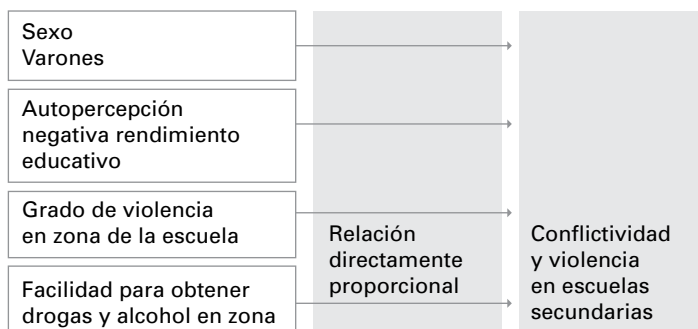 Sexo
Varones
Autopercepción
negativa rendimiento
educativo
Grado de violencia
en zona de la escuela
Facilidad para obtener
drogas y alcohol en zona
Relación
directamente
proporcional
Conflictividad
y violencia
en escuelas
secundarias